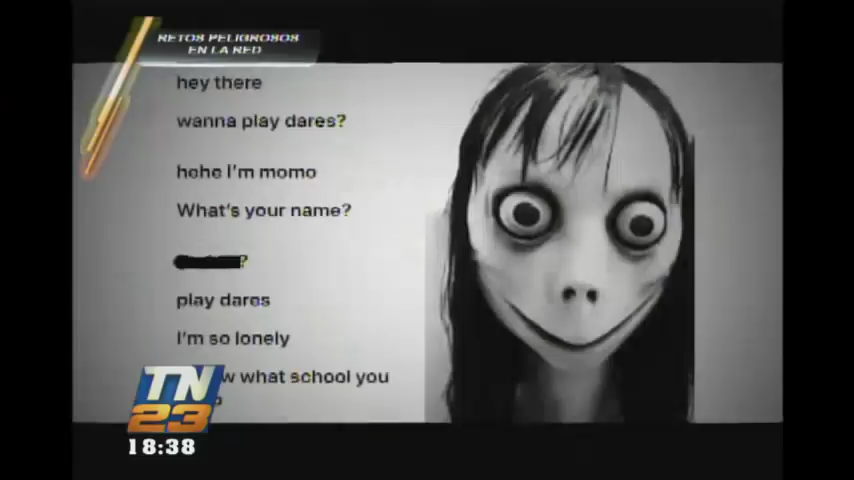 RETOS PELIGROSOS
EN LA RED
hey there
wanna play dares?
hehe I'm momo
What's your name?
?
play dares
I'm so lonely
w what school you
TN
23
18:38